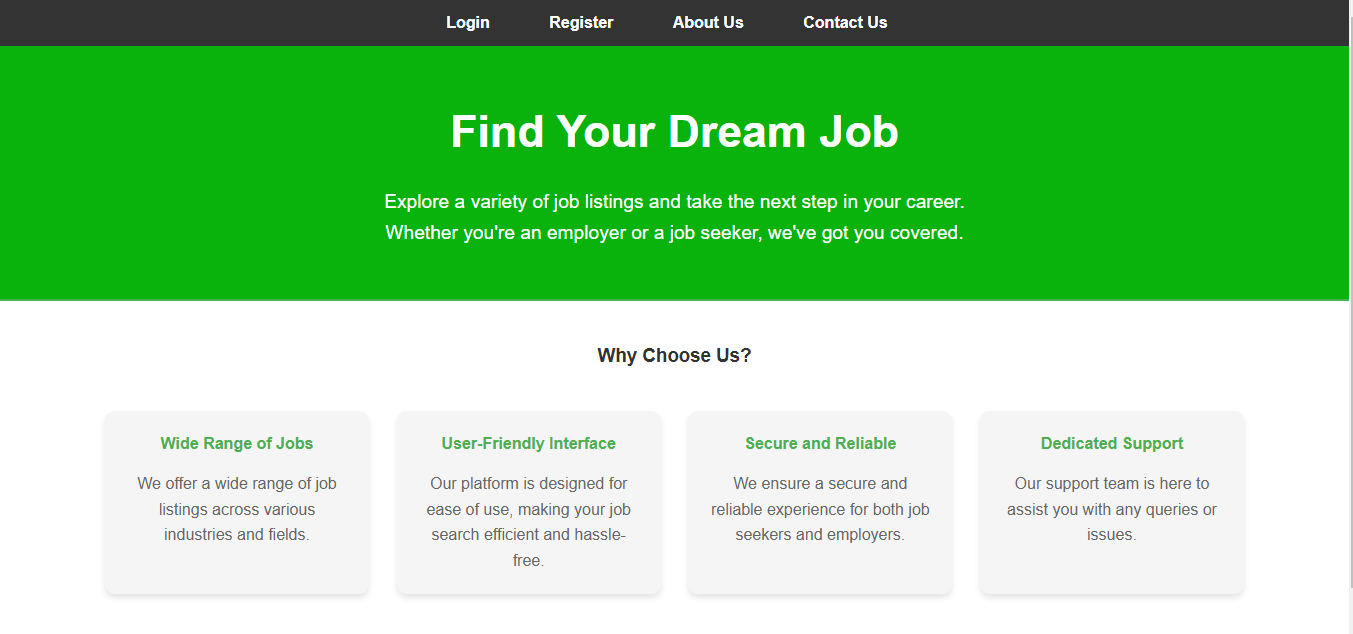 Login Register About Us Contact Us
Find Your Dream Job
Explore a variety of job listings and take the next step in your career.
Whether you're an employer or a job seeker, we've got you covered.
Why Choose Us?
Wide Range of Jobs
We offer a wide range of job
listings across various
industries and fields.
User-Friendly Interface
Our platform is designed for
ease of use, making your job
search efficient and hassle-
free.
Secure and Reliable
We ensure a secure and
reliable experience for both job
seekers and employers.
Dedicated Support
Our support team is here to
assist you with any queries or
issues.